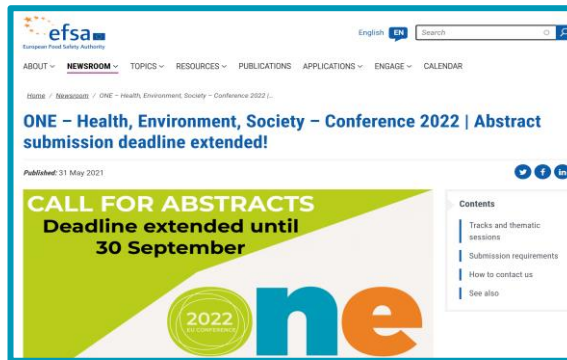 efsa
European Food Safety Authority
English EN Search
ABOUT NEWSROOM TOPICS RESOURCES PUBLICATIONS APPLICATIONS ENGAGE CALENDAR
Home / Newsroom / ONE – Health, Environment, Society – Conference 2022 |...
ONE – Health, Environment, Society – Conference 2022 | Abstract
submission deadline extended!
Published: 31 May 2021
CALL FOR ABSTRACTS
Deadline extended until
30 September
2022
EU CONFERENCE
one
Contents
Tracks and thematic
sessions
Submission requirements
How to contact us
See also